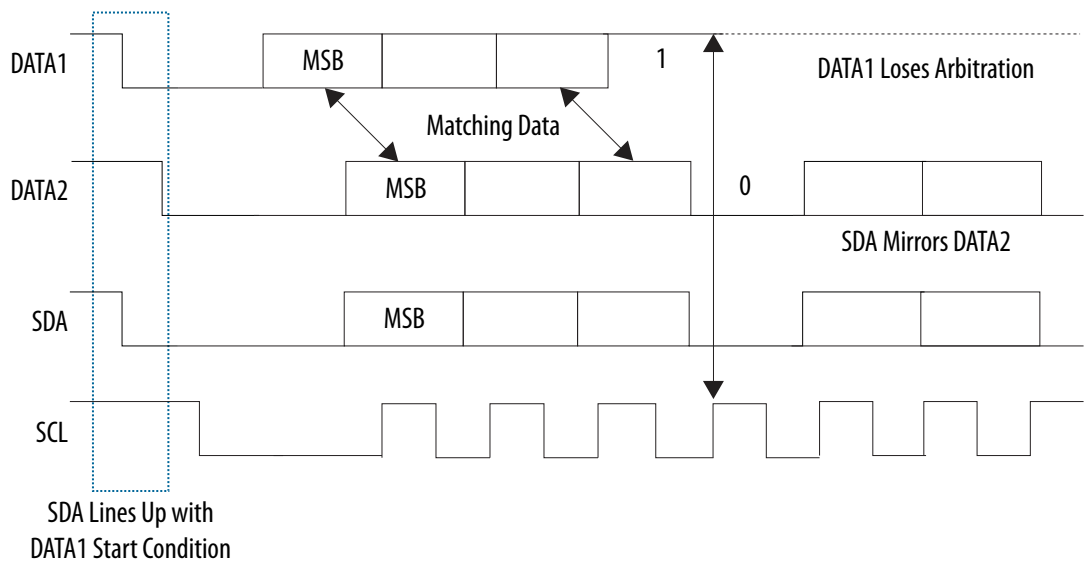 DATA1
MSB
1
DATA1 Loses Arbitration
Matching Data
DATA2
MSB
0
SDA Mirrors DATA2
SDA
MSB
SCL
SDA Lines Up with
DATA1 Start Condition